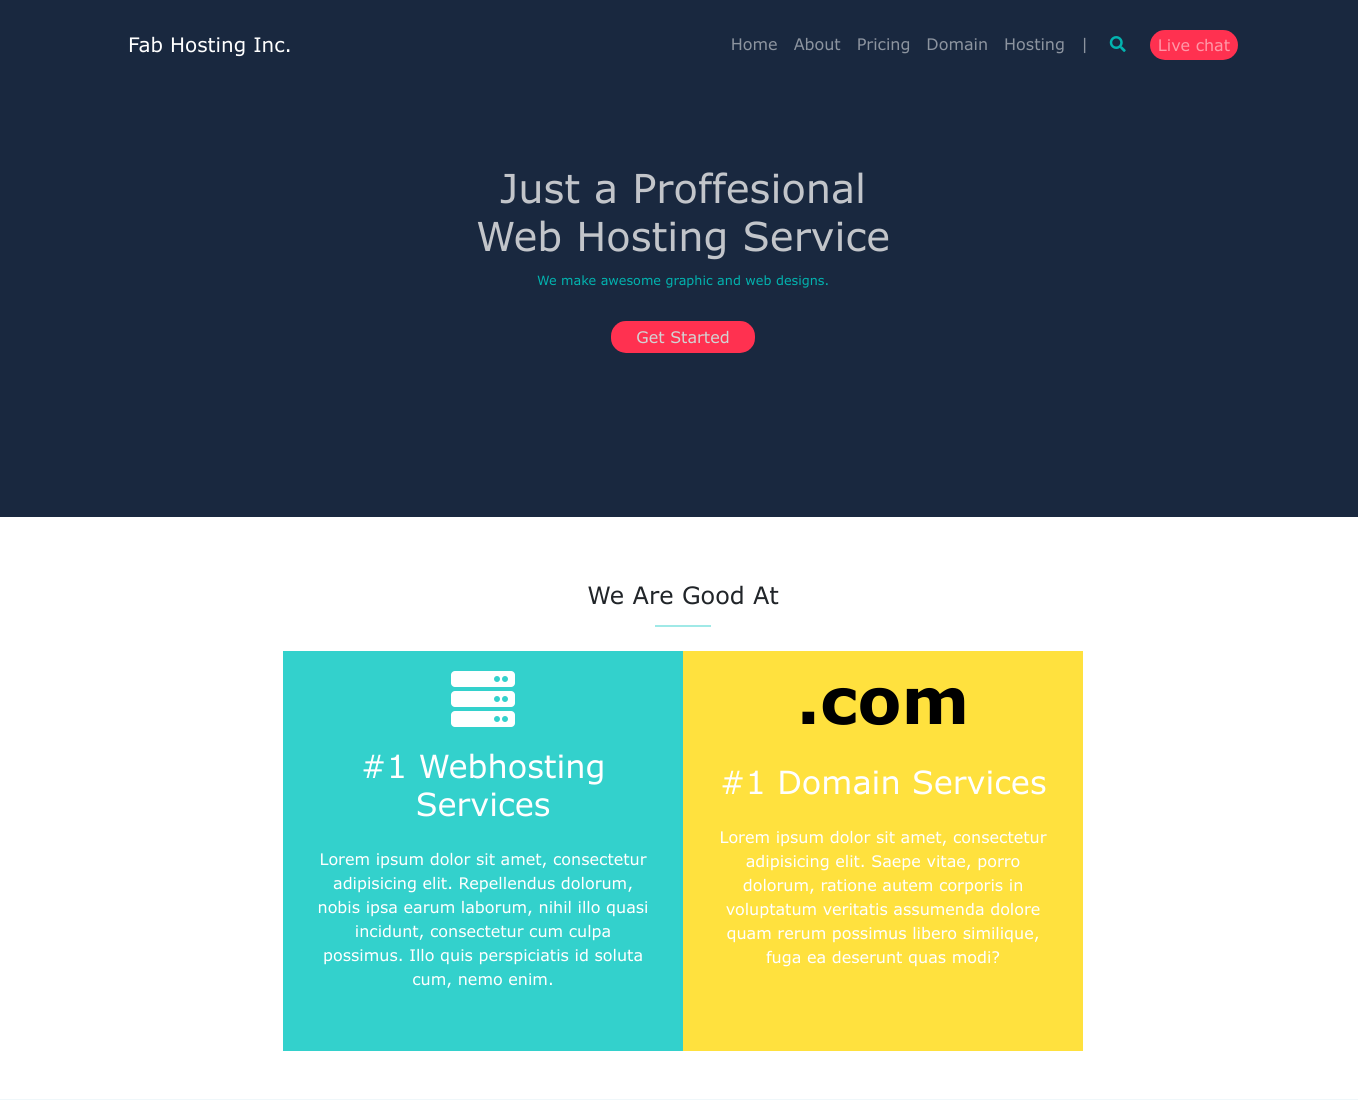 Fab Hosting Inc.
Home About Pricing Domain Hosting | Live chat
Just a Proffesional
Web Hosting Service
We make awesome graphic and web designs.
Get Started
We Are Good At
#1 Webhosting
Services
Lorem ipsum dolor sit amet, consectetur
adipisicing elit. Repellendus dolorum,
nobis ipsa earum laborum, nihil illo quasi
incidunt, consectetur cum culpa
possimus. Illo quis perspiciatis id soluta
cum, nemo enim.
.com
#1 Domain Services
Lorem ipsum dolor sit amet, consectetur
adipisicing elit. Saepe vitae, porro
dolorum, ratione autem corporis in
voluptatum veritatis assumenda dolore
quam rerum possimus libero similique,
fuga ea deserunt quas modi?